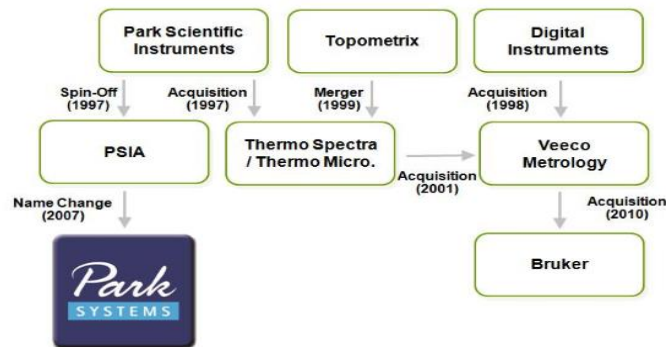 Park Scientific
Instruments
Topometrix
Digital
Instruments
Spin-Off
(1997)
Acquisition
(1997)
Merger
(1999)
Acquisition
(1998)
PSIA
Thermo Spectra
/ Thermo Micro.
Acquisition
(2001)
Veeco
Metrology
Name Change
(2007)
Acquisition
(2010)
Park
SYSTEMS
Bruker